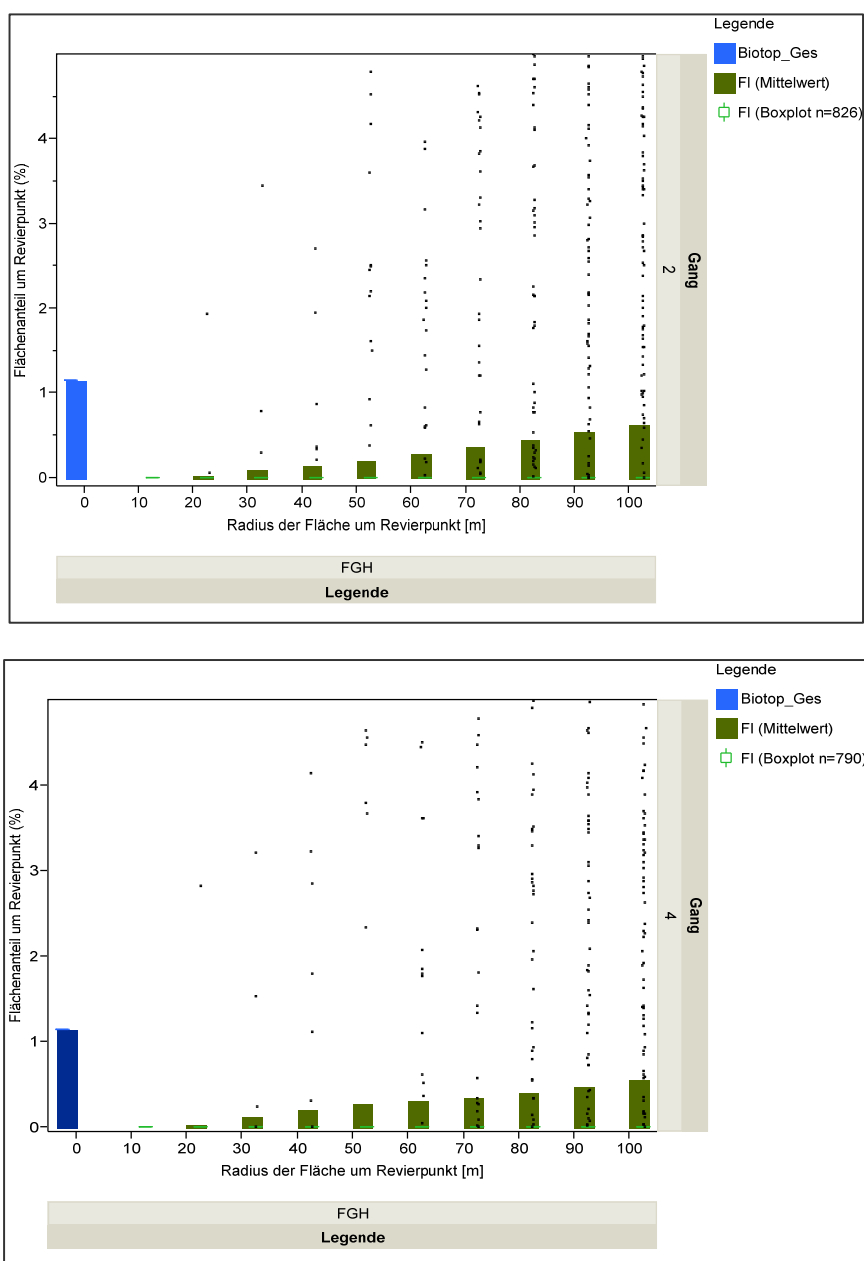 Legende
Biotop_Ges
FI (Mittelwert)
FI (Boxplot n=826)
Flächenanteil um Revierpunkt (%)
4
3
2
1
0
2
Gang
0 10 20 30 40 50 60 70 80 90 100
Radius der Fläche um Revierpunkt [m]
FGH
Legende
Legende
Biotop_Ges
FI (Mittelwert)
FI (Boxplot n=790)
Flächenanteil um Revierpunkt (%)
4
3
2
1
0
4
Gang
0 10 20 30 40 50 60 70 80 90 100
Radius der Fläche um Revierpunkt [m]
FGH
Legende